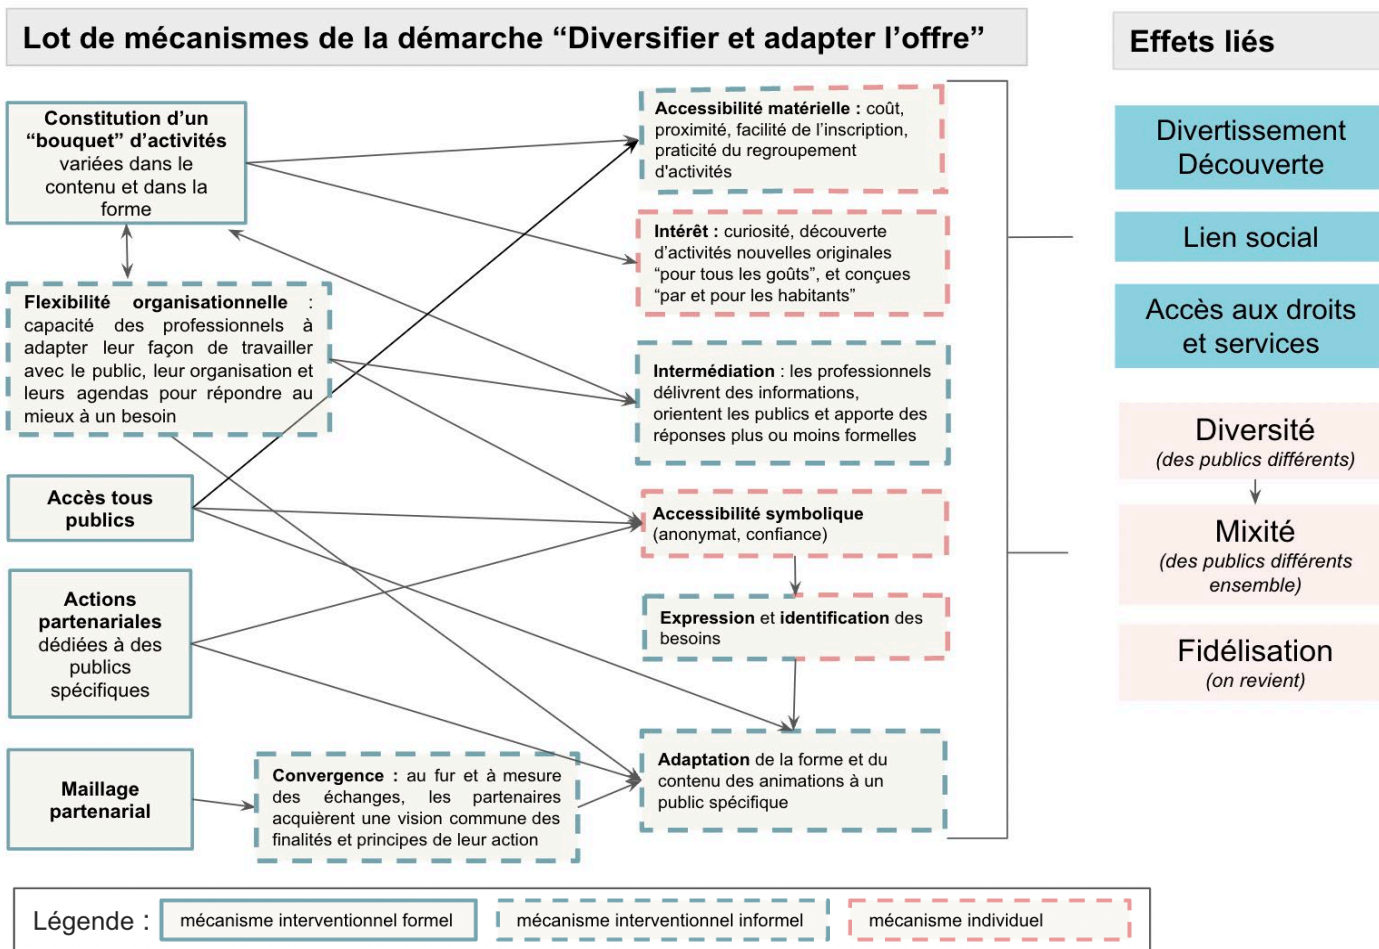 Lot de mécanismes de la démarche “Diversifier et adapter l’offre”
Effets liés
Constitution d’un
“bouquet” d’activités
variées dans le
contenu et dans la
forme
Flexibilité organisationnelle :
capacité des professionnels à
adapter leur façon de travailler
avec le public, leur organisation et
leurs agendas pour répondre au
mieux à un besoin
Accès tous
publics
Actions
partenariales
dédiées à des
publics
spécifiques
Maillage
partenarial
Convergence : au fur et à mesure
des échanges, les partenaires
acquièrent une vision commune des
finalités et principes de leur action
Accessibilité matérielle : coût,
proximité, facilité de l’inscription,
praticité du regroupement
d'activités
Intérêt : curiosité, découverte
d’activités nouvelles originales
“pour tous les goûts”, et conçues
“par et pour les habitants”
Intermédiation : les professionnels
délivrent des informations,
orientent les publics et apporte des
réponses plus ou moins formelles
Accessibilité symbolique
(anonymat, confiance)
Expression et identification des
besoins
Adaptation de la forme et du
contenu des animations à un
public spécifique
Divertissement
Découverte
Lien social
Accès aux droits
et services
Diversité
(des publics différents)
Mixité
(des publics différents
ensemble)
Fidélisation
(on revient)
Légende :
mécanisme interventionnel formel
mécanisme interventionnel informel
mécanisme individuel